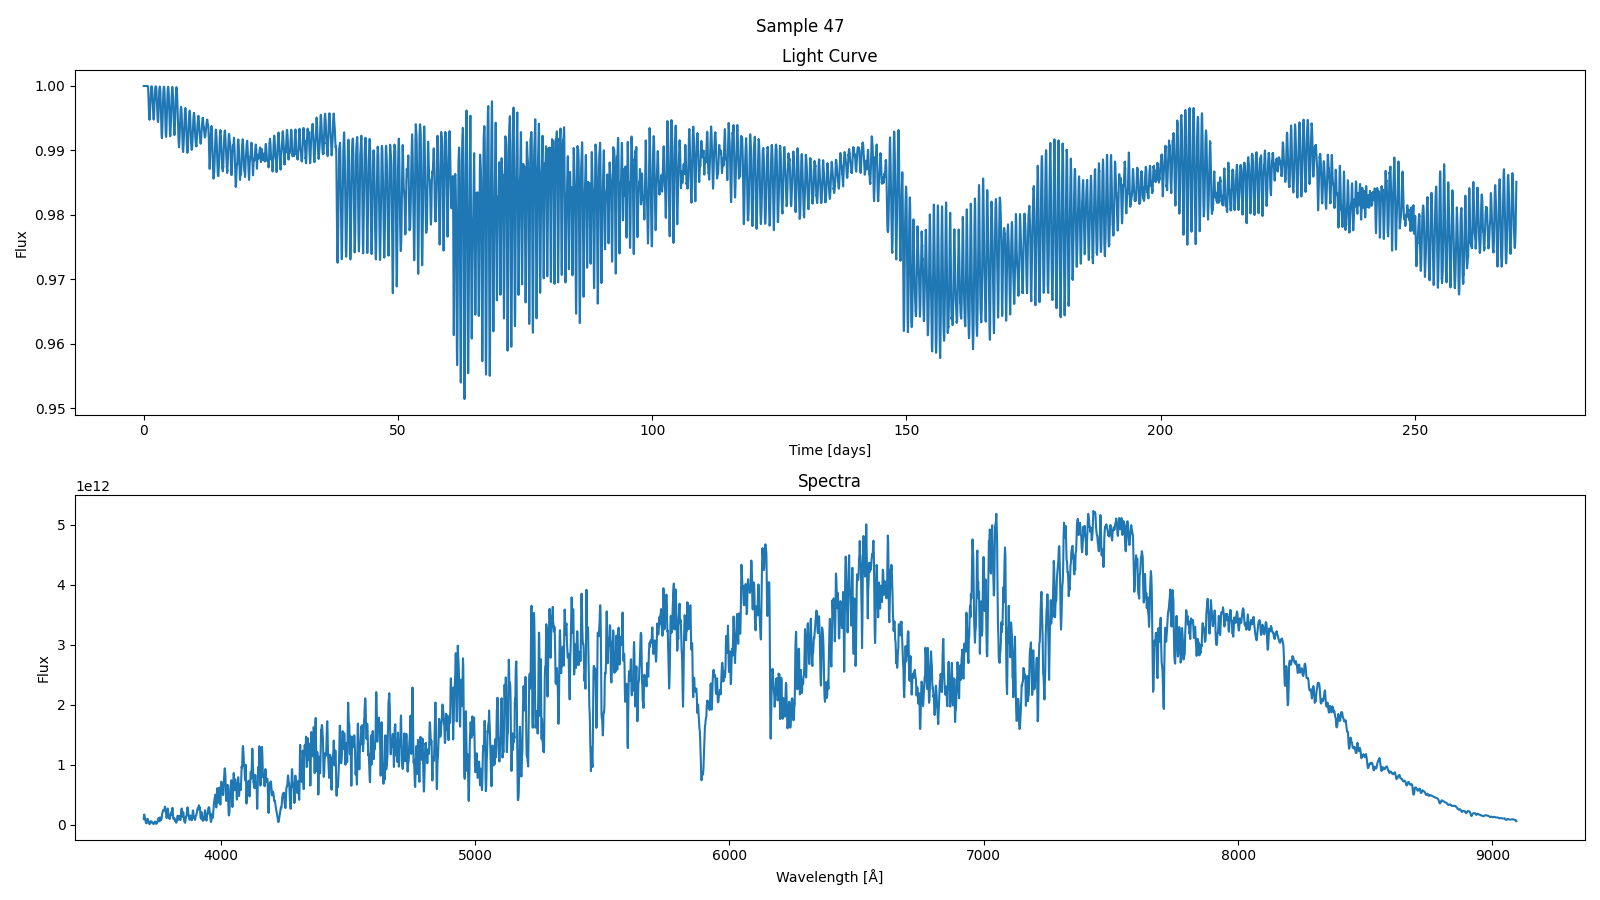 Sample 47
Light Curve
1.00
0.99
0.98
0.97
0.96
0.95
Flux
0 50 100 150 200 250
Time [days]
Spectra
1e12
5
4
3
2
1
0
Flux
4000 5000 6000 7000 8000 9000
Wavelength [Å]